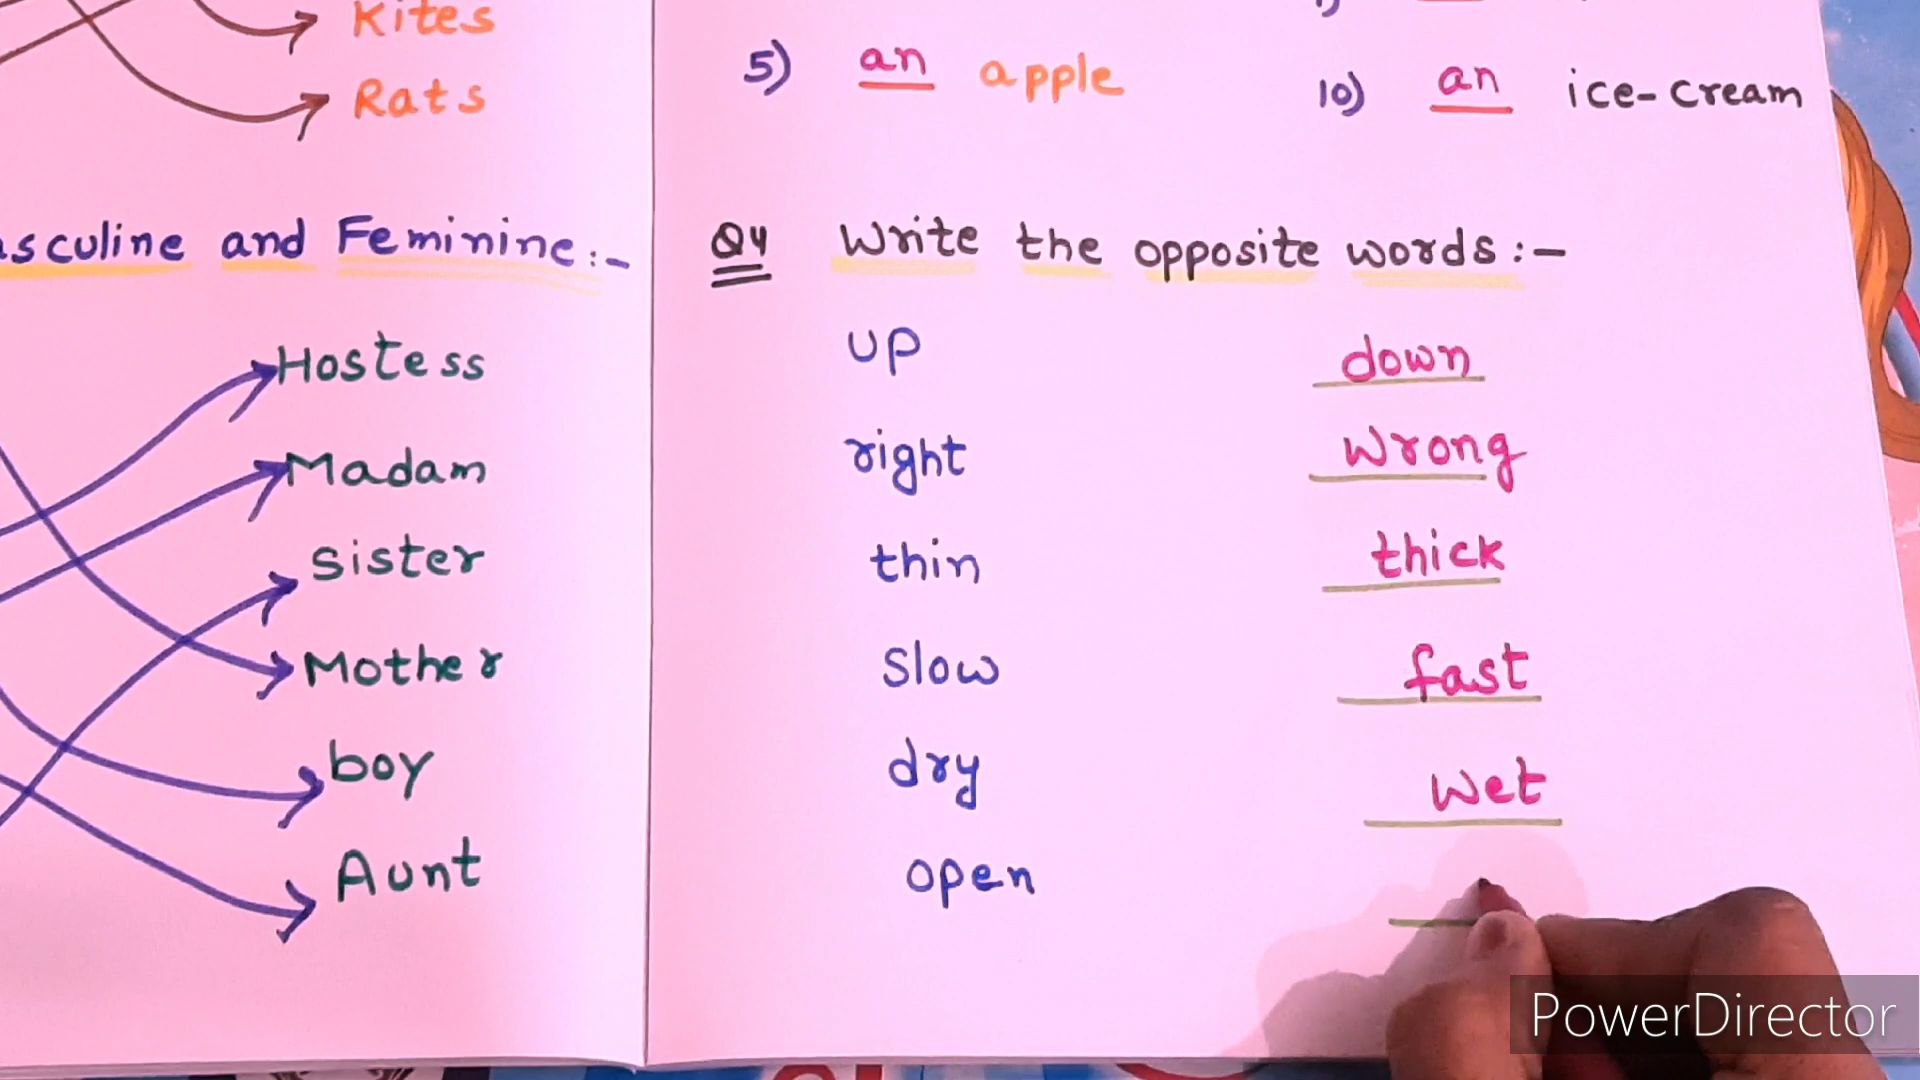 Kites
Rats
and Feminine:-
Hostess
Madam
Sister
Mother
boy
Aunt
5) an apple
10) an ice-cream
Q4 Write the opposite words:-
up down
right wrong
thin thick
slow fast
dry wet
open
PowerDirector